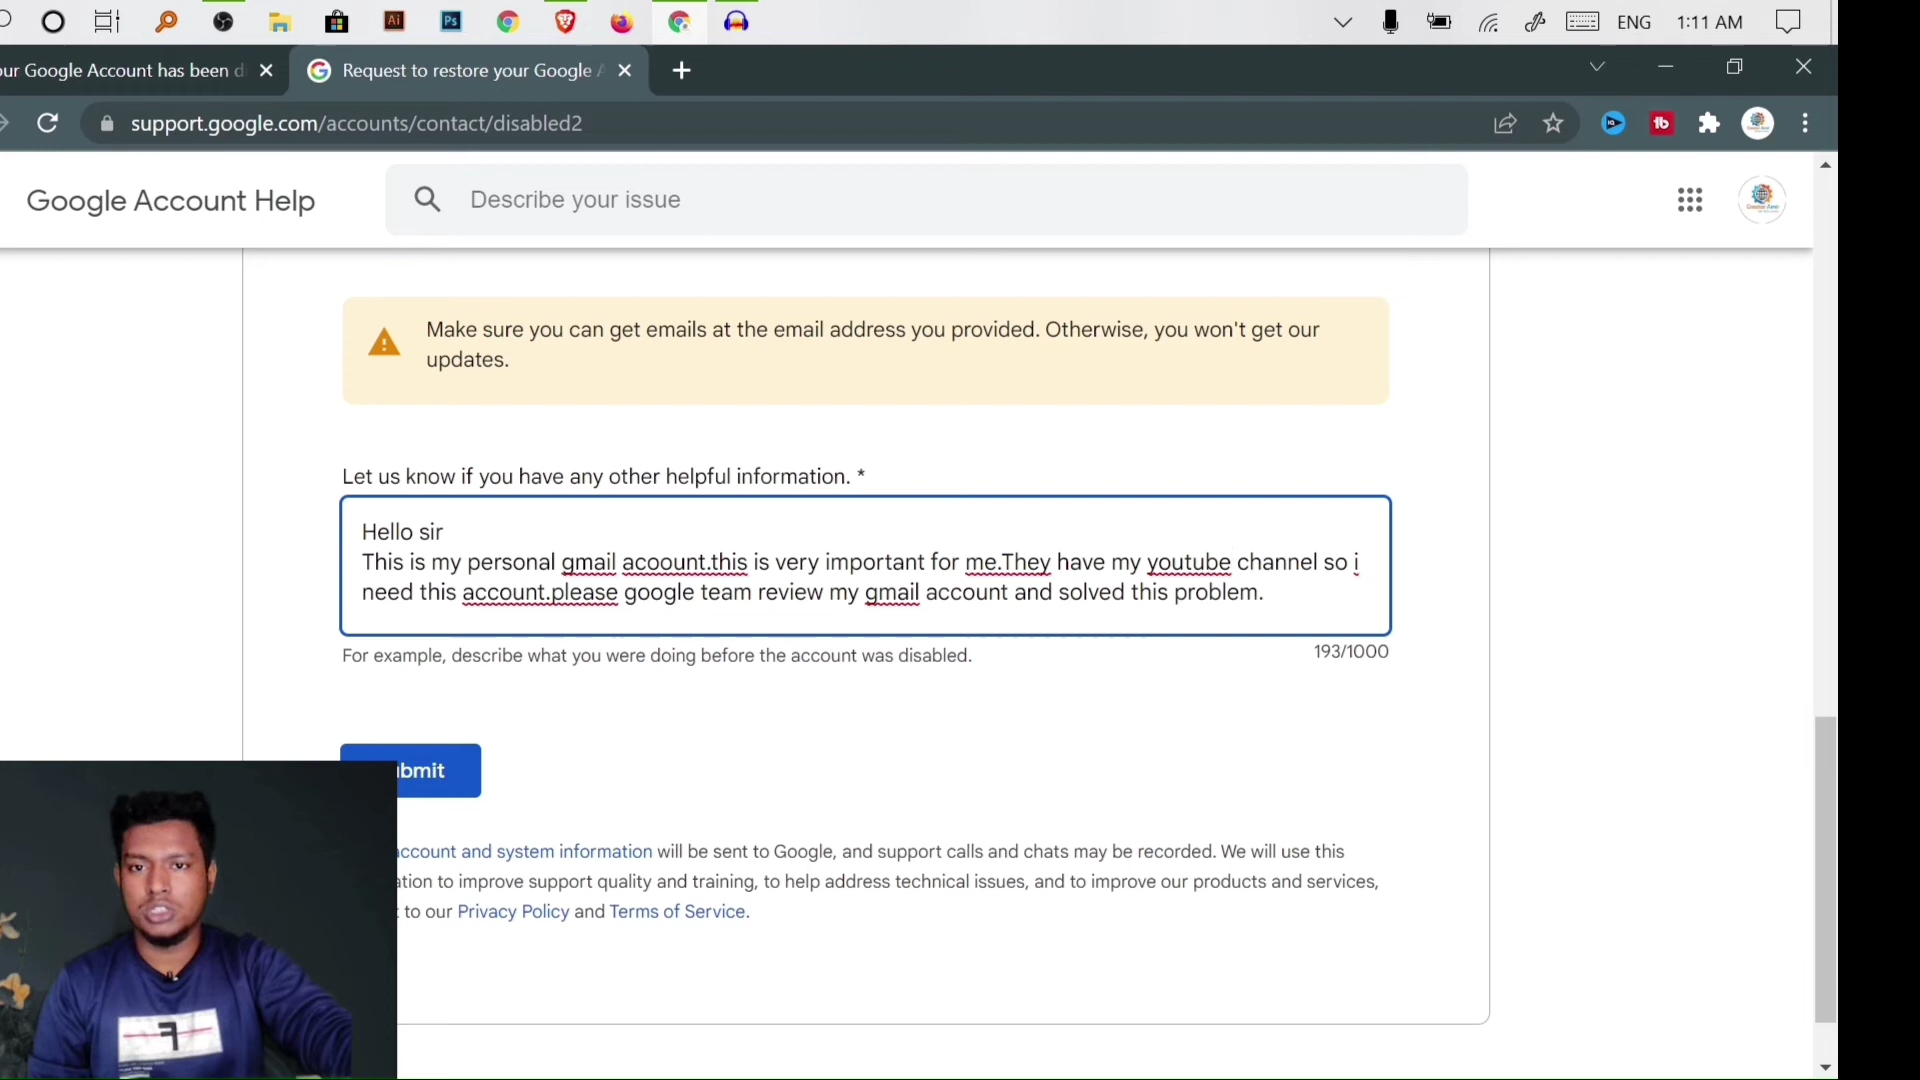 Ai
Ps
ENG
1:11 AM
our Google Account has been d
Request to restore your Google A
support.google.com/accounts/contact/disabled2
Google Account Help
Describe your issue
Make sure you can get emails at the email address you provided. Otherwise, you won't get our
updates.
Let us know if you have any other helpful information. *
Hello sir
This is my personal gmail acoount.this is very important for me.They have my youtube channel so i
need this account.please google team review my gmail account and solved this problem.
For example, describe what you were doing before the account was disabled.
193/1000
bmit
account and system information will be sent to Google, and support calls and chats may be recorded. We will use this
ation to improve support quality and training, to help address technical issues, and to improve our products and services,
t to our Privacy Policy and Terms of Service.